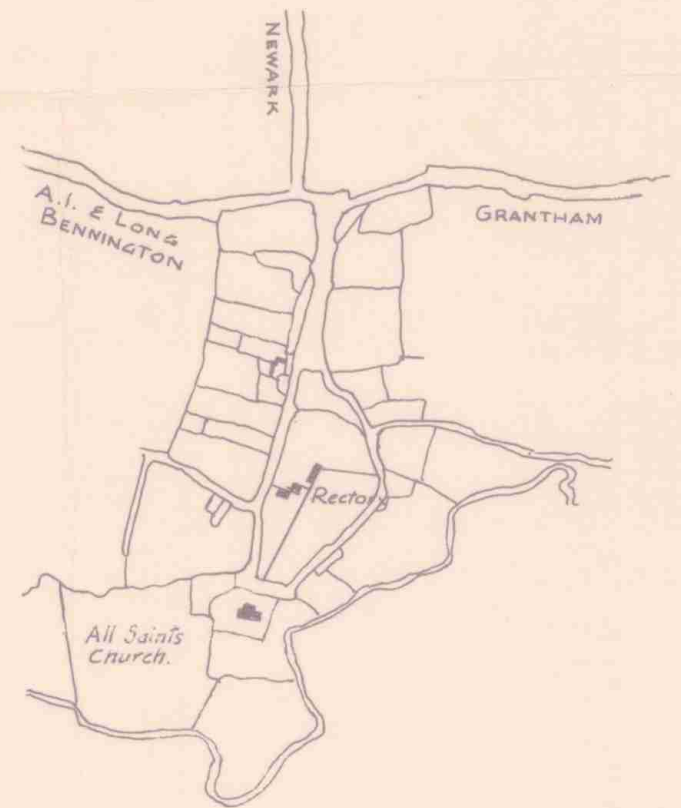 NEWARK
A.1. & LONG
BENNINGTON
GRANTHAM
Rectory
All Saints
Church.